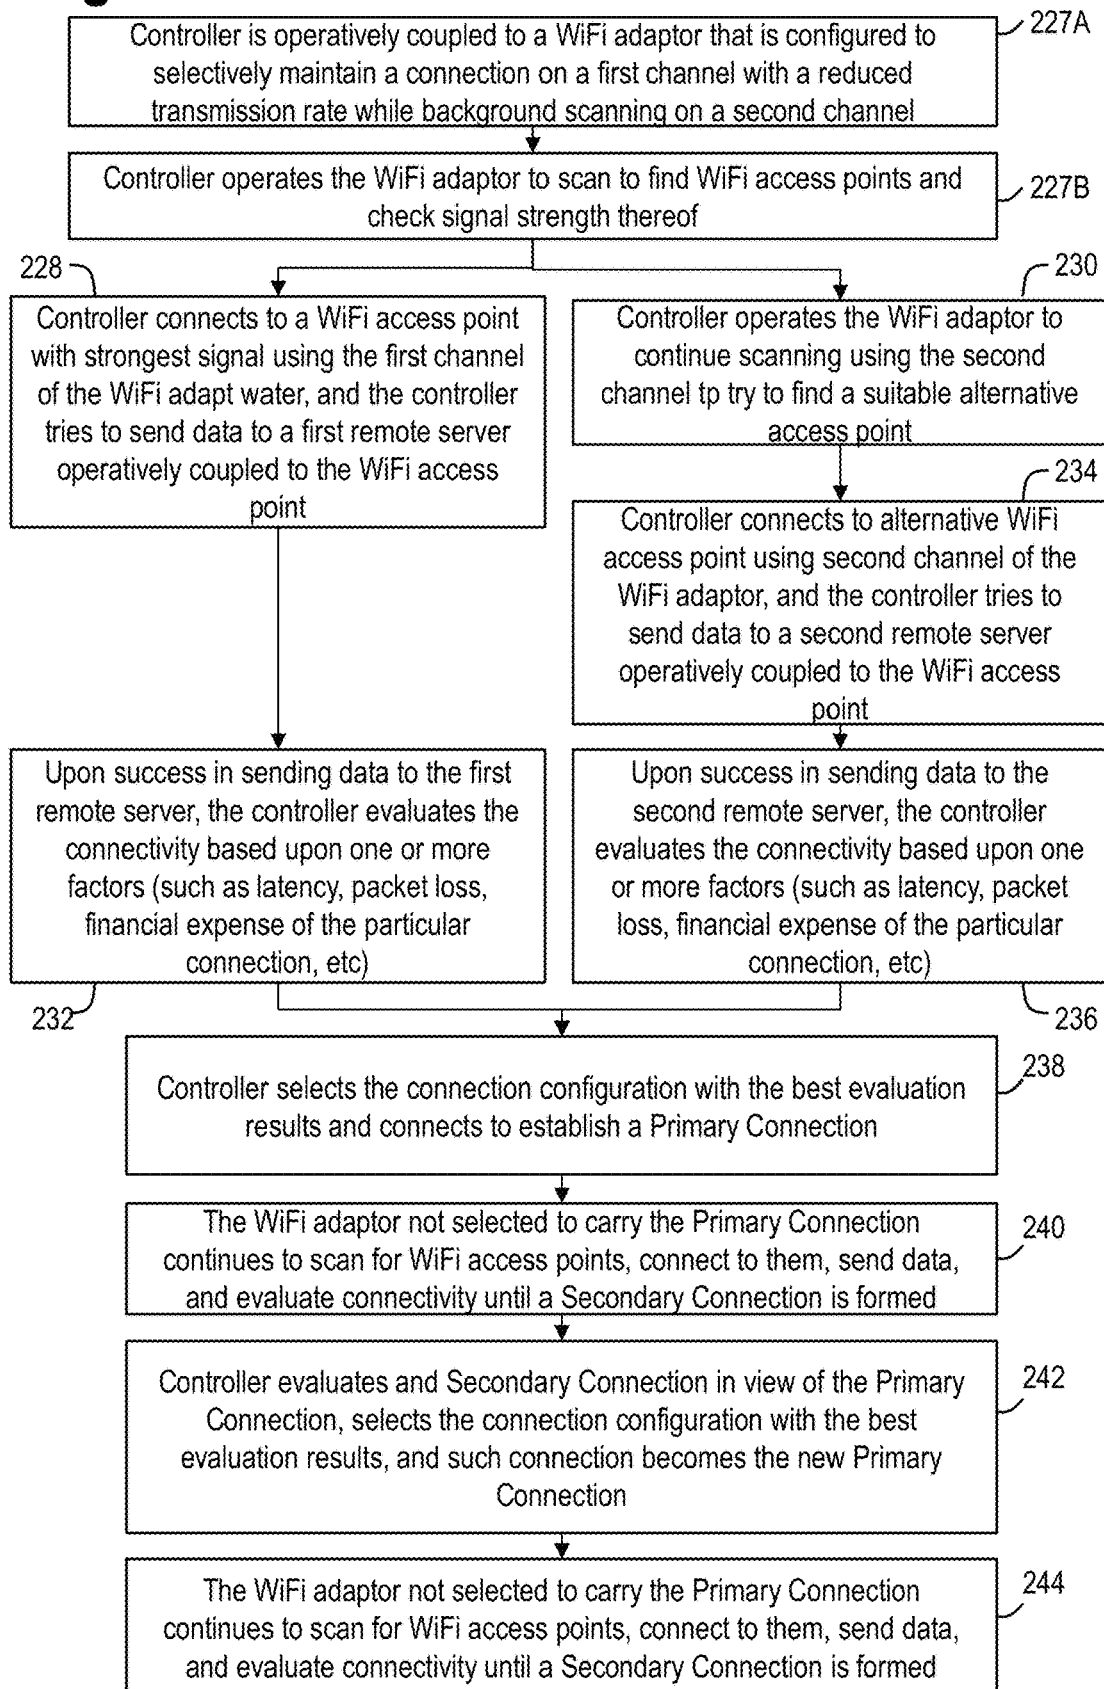 227A
Controller is operatively coupled to a WiFi adaptor that is configured to
selectively maintain a connection on a first channel with a reduced
transmission rate while background scanning on a second channel
227B
Controller operates the WiFi adaptor to scan to find WiFi access points and
check signal strength thereof
228
Controller connects to a WiFi access point
with strongest signal using the first channel
of the WiFi adapt water, and the controller
tries to send data to a first remote server
operatively coupled to the WiFi access
point
230
Controller operates the WiFi adaptor to
continue scanning using the second
channel tp try to find a suitable alternative
access point
234
Controller connects to alternative WiFi
access point using second channel of the
WiFi adaptor, and the controller tries to
send data to a second remote server
operatively coupled to the WiFi access
point
Upon success in sending data to the first
remote server, the controller evaluates the
connectivity based upon one or more
factors (such as latency, packet loss,
financial expense of the particular
connection, etc)
232
Upon success in sending data to the
second remote server, the controller
evaluates the connectivity based upon one
or more factors (such as latency, packet
loss, financial expense of the particular
connection, etc)
236
238
Controller selects the connection configuration with the best evaluation
results and connects to establish a Primary Connection
240
The WiFi adaptor not selected to carry the Primary Connection
continues to scan for WiFi access points, connect to them, send data,
and evaluate connectivity until a Secondary Connection is formed
242
Controller evaluates and Secondary Connection in view of the Primary
Connection, selects the connection configuration with the best
evaluation results, and such connection becomes the new Primary
Connection
244
The WiFi adaptor not selected to carry the Primary Connection
continues to scan for WiFi access points, connect to them, send data,
and evaluate connectivity until a Secondary Connection is formed